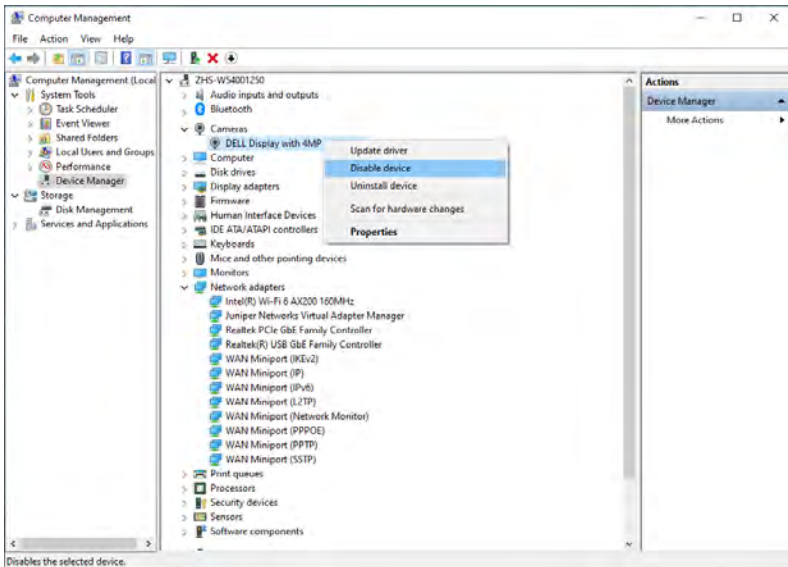 Computer Management
File Action View Help
Computer Management (Local
System Tools
Task Scheduler
Event Viewer
Shared Folders
Local Users and Groups
Performance
Device Manager
Storage
Disk Management
Services and Applications
ZHS-WS4001250
Audio inputs and outputs
Bluetooth
Cameras
DELL Display with 4MP
Computer
Disk drives
Display adapters
Firmware
Human Interface Devices
IDE ATA/ATAPI controllers
Keyboards
Mice and other pointing devices
Monitors
Network adapters
Intel(R) Wi-Fi 6 AX200 160MHz
Juniper Networks Virtual Adapter Manager
Realtek PCIe GbE Family Controller
Realtek(R) USB GbE Family Controller
WAN Miniport (IKEv2)
WAN Miniport (IP)
WAN Miniport (IPv6)
WAN Miniport (L2TP)
WAN Miniport (Network Monitor)
WAN Miniport (PPPOE)
WAN Miniport (PPTP)
WAN Miniport (SSTP)
Print queues
Processors
Security devices
Sensors
Software components
Update driver
Disable device
Uninstall device
Scan for hardware changes
Properties
Actions
Device Manager
More Actions
Disables the selected device.